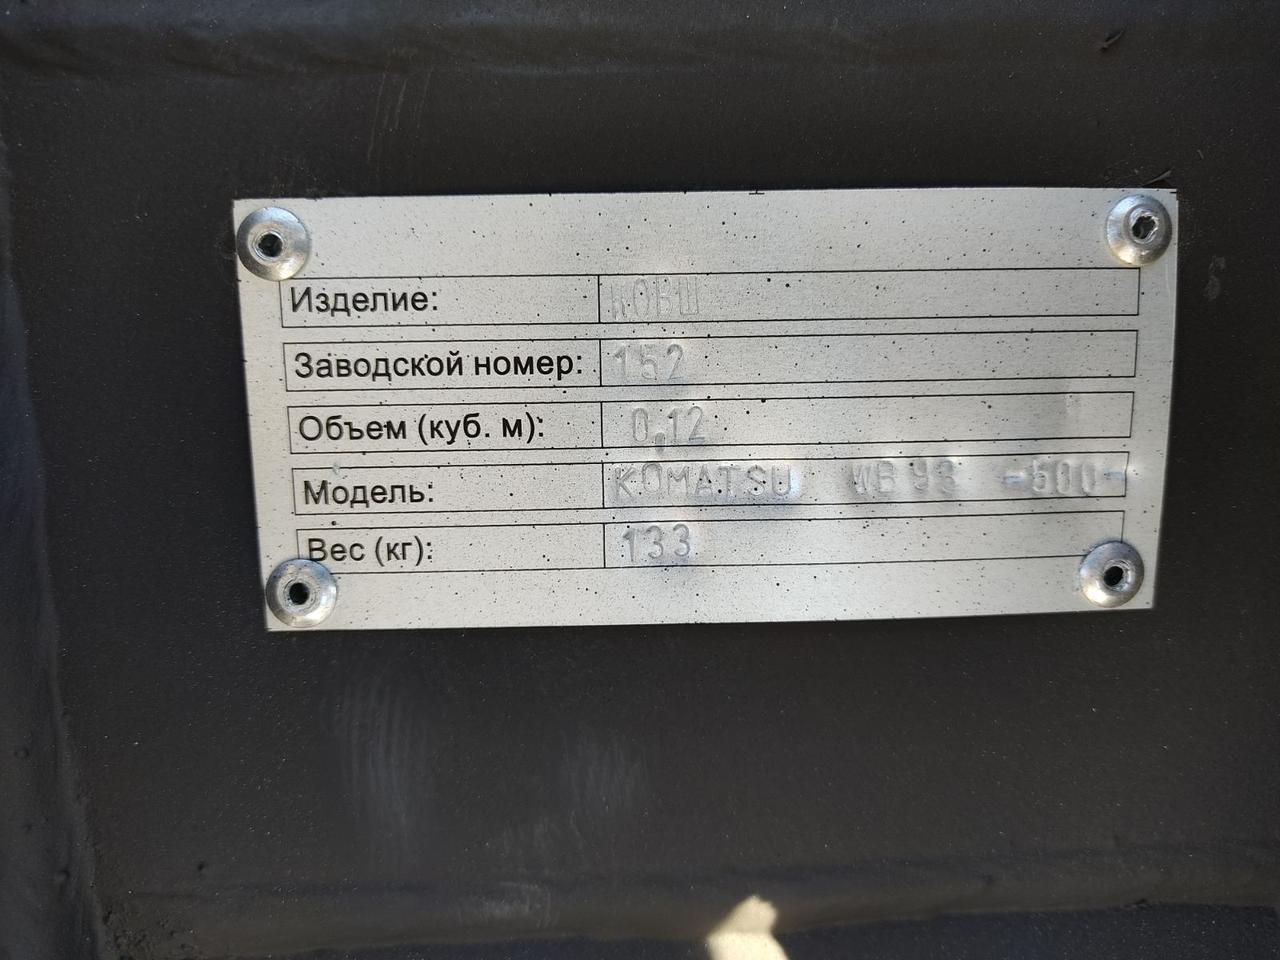 Изделие: КОВШ
Заводской номер: 152
Объем (куб. м): 0,12
Модель: KOMATSU WB 93 -500-
Вес (кг): 133